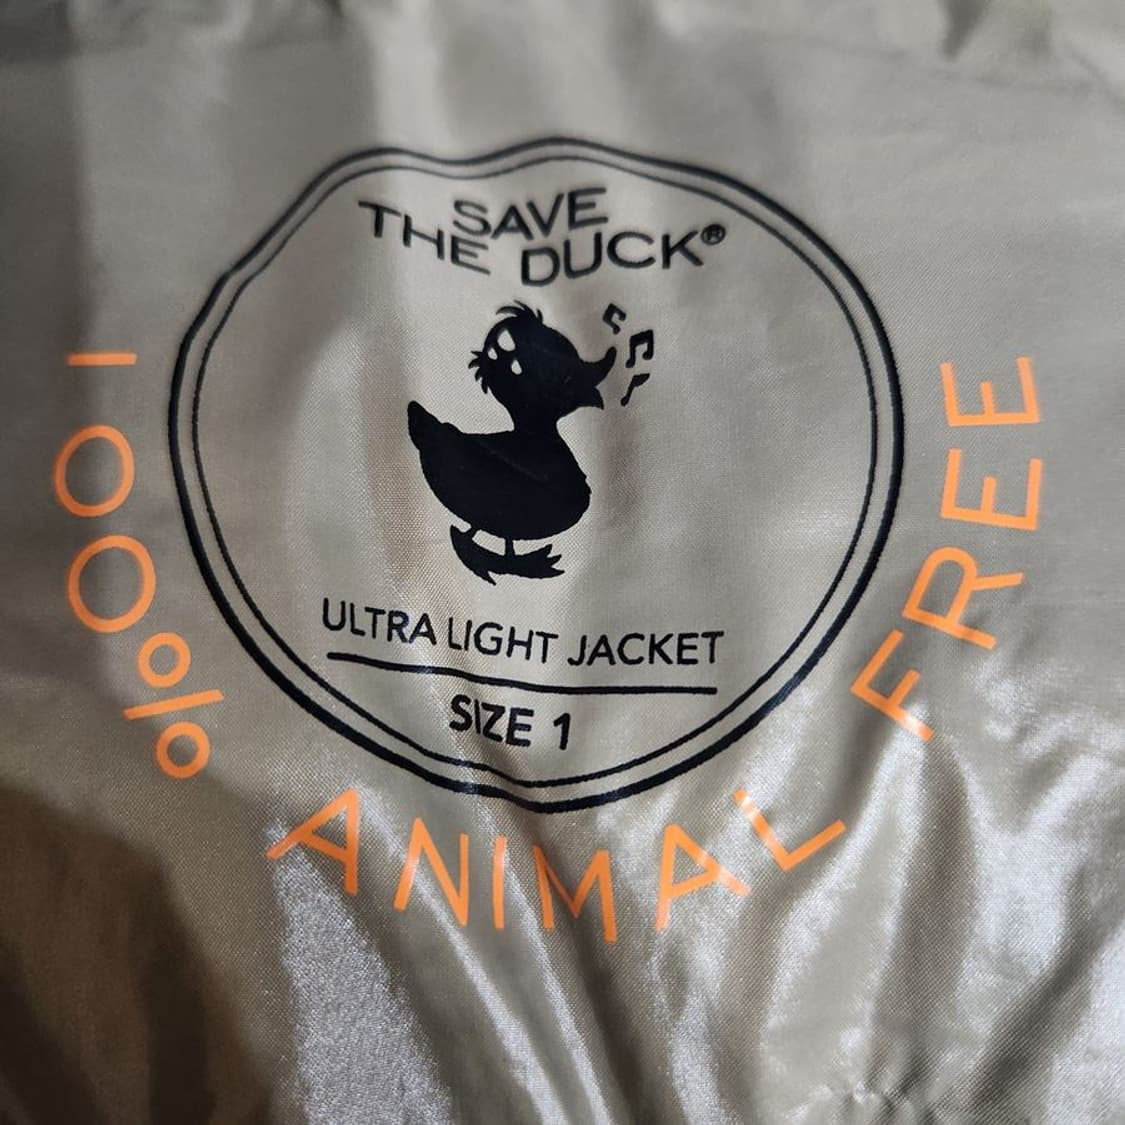 SAVE
THE DUCK®
ULTRA LIGHT JACKET
SIZE 1
100% ANIMAL FREE